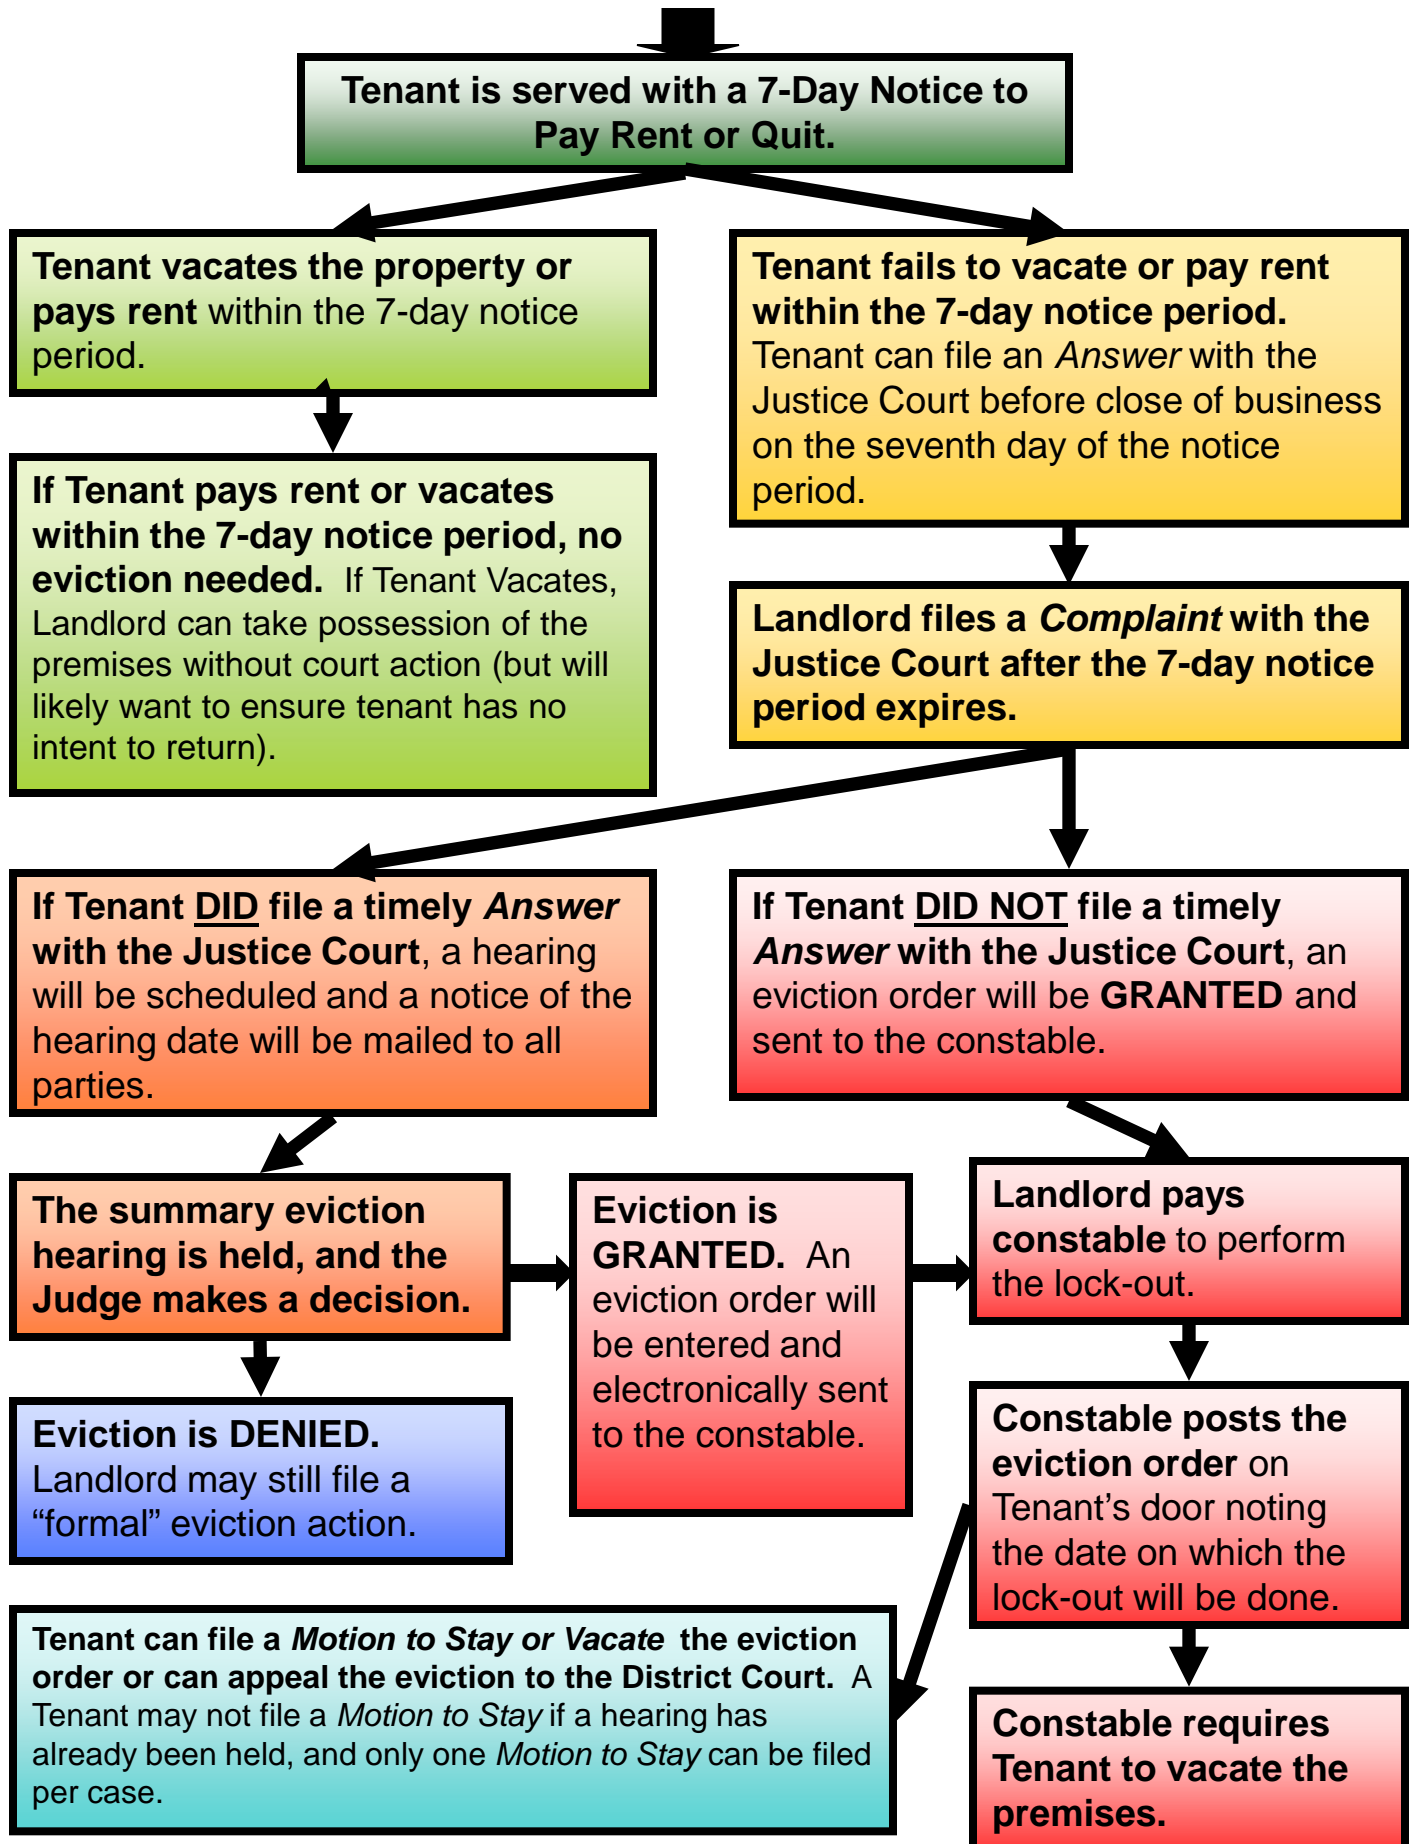 Tenant is served with a 7-Day Notice to
Pay Rent or Quit.
Tenant vacates the property or
pays rent within the 7-day notice
period.
Tenant fails to vacate or pay rent
within the 7-day notice period.
Tenant can file an Answer with the
Justice Court before close of business
on the seventh day of the notice
period.
If Tenant pays rent or vacates
within the 7-day notice period, no
eviction needed. If Tenant Vacates,
Landlord can take possession of the
premises without court action (but will
likely want to ensure tenant has no
intent to return).
Landlord files a Complaint with the
Justice Court after the 7-day notice
period expires.
If Tenant DID file a timely Answer
with the Justice Court, a hearing
will be scheduled and a notice of the
hearing date will be mailed to all
parties.
If Tenant DID NOT file a timely
Answer with the Justice Court, an
eviction order will be GRANTED and
sent to the constable.
The summary eviction
hearing is held, and the
Judge makes a decision.
Eviction is
GRANTED. An
eviction order will
be entered and
electronically sent
to the constable.
Landlord pays
constable to perform
the lock-out.
Eviction is DENIED.
Landlord may still file a
“formal” eviction action.
Constable posts the
eviction order on
Tenant’s door noting
the date on which the
lock-out will be done.
Tenant can file a Motion to Stay or Vacate the eviction
order or can appeal the eviction to the District Court. A
Tenant may not file a Motion to Stay if a hearing has
already been held, and only one Motion to Stay can be filed
per case.
Constable requires
Tenant to vacate the
premises.